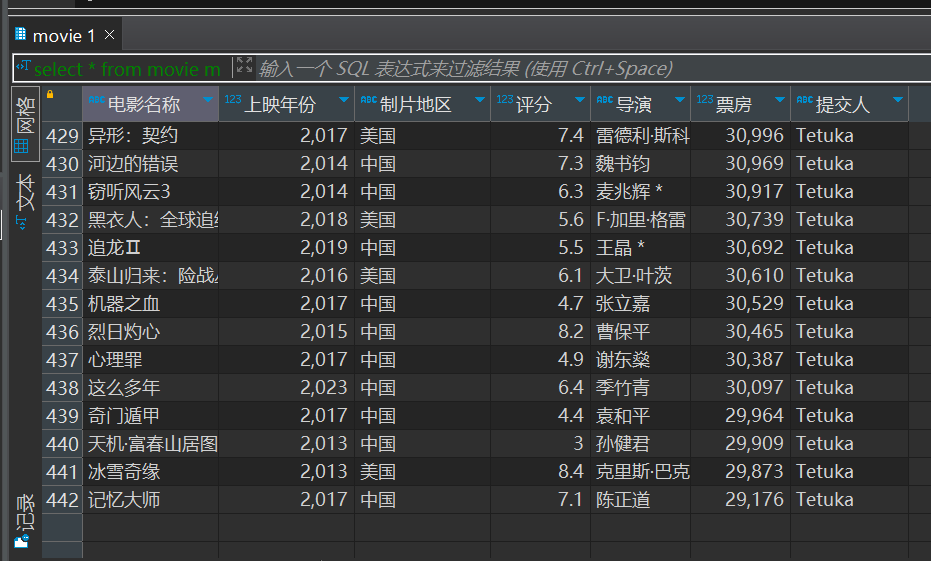 movie 1
select * from movie m 输入一个 SQL 表达式来过滤结果 (使用 Ctrl+Space)
网格
文本
记录
ABC 电影名称 123 上映年份 ABC 制片地区 123 评分 ABC 导演 123 票房 ABC 提交人
429 异形：契约 2,017 美国 7.4 雷德利·斯科 30,996 Tetuka
430 河边的错误 2,014 中国 7.3 魏书钧 30,969 Tetuka
431 窃听风云3 2,014 中国 6.3 麦兆辉 * 30,917 Tetuka
432 黑衣人：全球追 2,018 美国 5.6 F·加里·格雷 30,739 Tetuka
433 追龙Ⅱ 2,019 中国 5.5 王晶 * 30,692 Tetuka
434 泰山归来：险战 2,016 美国 6.1 大卫·叶茨 30,610 Tetuka
435 机器之血 2,017 中国 4.7 张立嘉 30,529 Tetuka
436 烈日灼心 2,015 中国 8.2 曹保平 30,465 Tetuka
437 心理罪 2,017 中国 4.9 谢东燊 30,387 Tetuka
438 这么多年 2,023 中国 6.4 季竹青 30,097 Tetuka
439 奇门遁甲 2,017 中国 4.4 袁和平 29,964 Tetuka
440 天机·富春山居图 2,013 中国 3 孙健君 29,909 Tetuka
441 冰雪奇缘 2,013 美国 8.4 克里斯·巴克 29,873 Tetuka
442 记忆大师 2,017 中国 7.1 陈正道 29,176 Tetuka